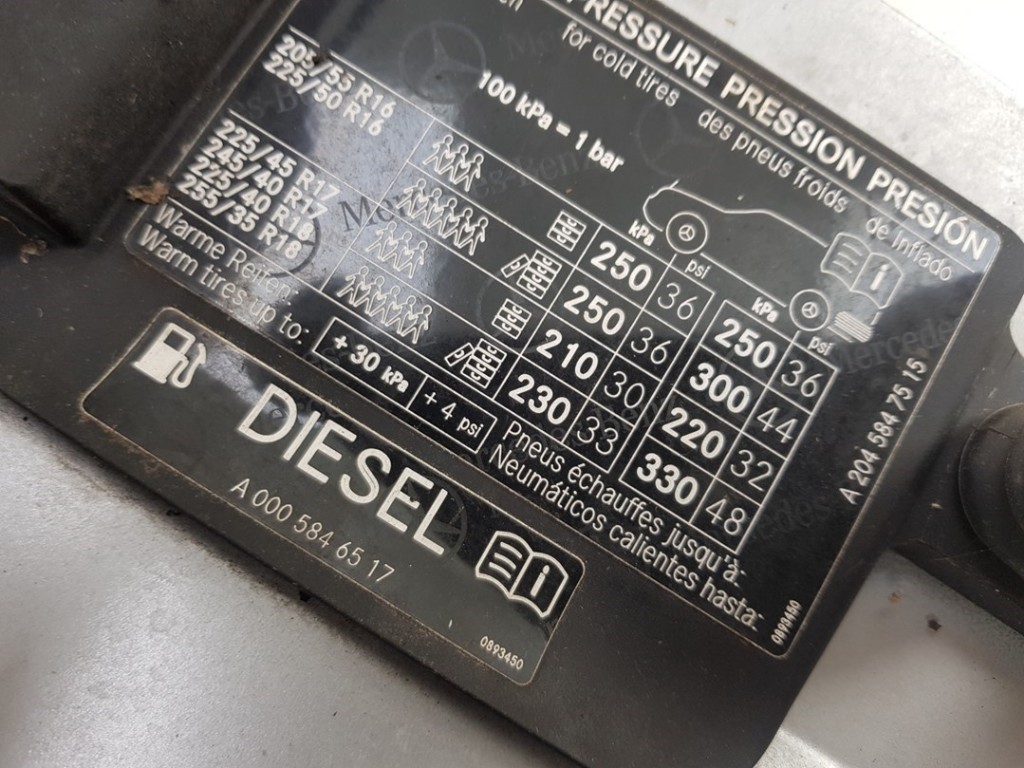 PRESSURE PRESSION PRESIÓN
for cold tires des pneus froids de inflado
100 kPa = 1 bar
205/55 R16
225/50 R16
225/45 R17
245/40 R17
225/40 R18
255/35 R18
kPa psi kPa psi
250 36 250 36
250 36 300 44
210 30 220 32
230 33 330 48
Warme Reifen
Warm tires up to:
+ 30 kPa + 4 psi
Pneus échauffes jusqu'à:
Neumáticos calientes hasta:
A 204 584 75 15
0893450
DIESEL
A 000 584 65 17
0893450
Mercedes-Benz